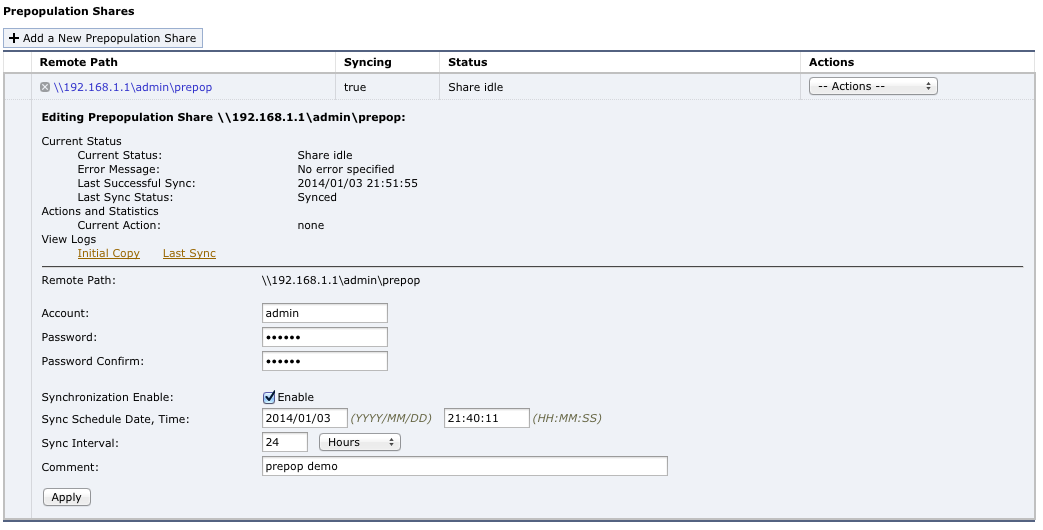 Prepopulation Shares
Add a New Prepopulation Share
Remote Path Syncing Status Actions
\\192.168.1.1\admin\prepop true Share idle -- Actions --
Editing Prepopulation Share \\192.168.1.1\admin\prepop:
Current Status
Current Status: Share idle
Error Message: No error specified
Last Successful Sync: 2014/01/03 21:51:55
Last Sync Status: Synced
Actions and Statistics
Current Action: none
View Logs
Initial Copy Last Sync
Remote Path: \\192.168.1.1\admin\prepop
Account: admin
Password: ••••••
Password Confirm: ••••••
Synchronization Enable: Enable
Sync Schedule Date, Time: 2014/01/03 (YYYY/MM/DD) 21:40:11 (HH:MM:SS)
Sync Interval: 24 Hours
Comment: prepop demo
Apply